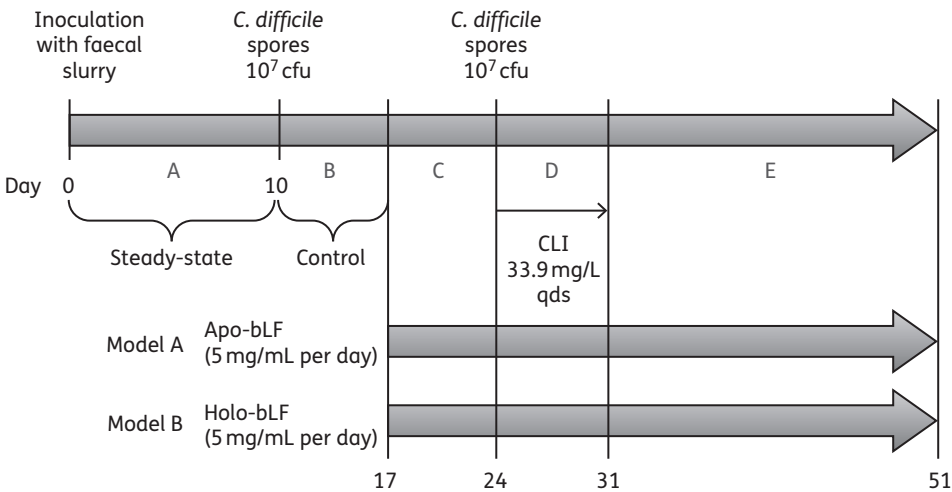 Inoculation
with faecal
slurry
C. difficile
spores
10⁷ cfu
C. difficile
spores
10⁷ cfu
A
B
C
D
E
Day 0
10
Steady-state
Control
CLI
33.9 mg/L
qds
Model A
Apo-bLF
(5 mg/mL per day)
Model B
Holo-bLF
(5 mg/mL per day)
17
24
31
51